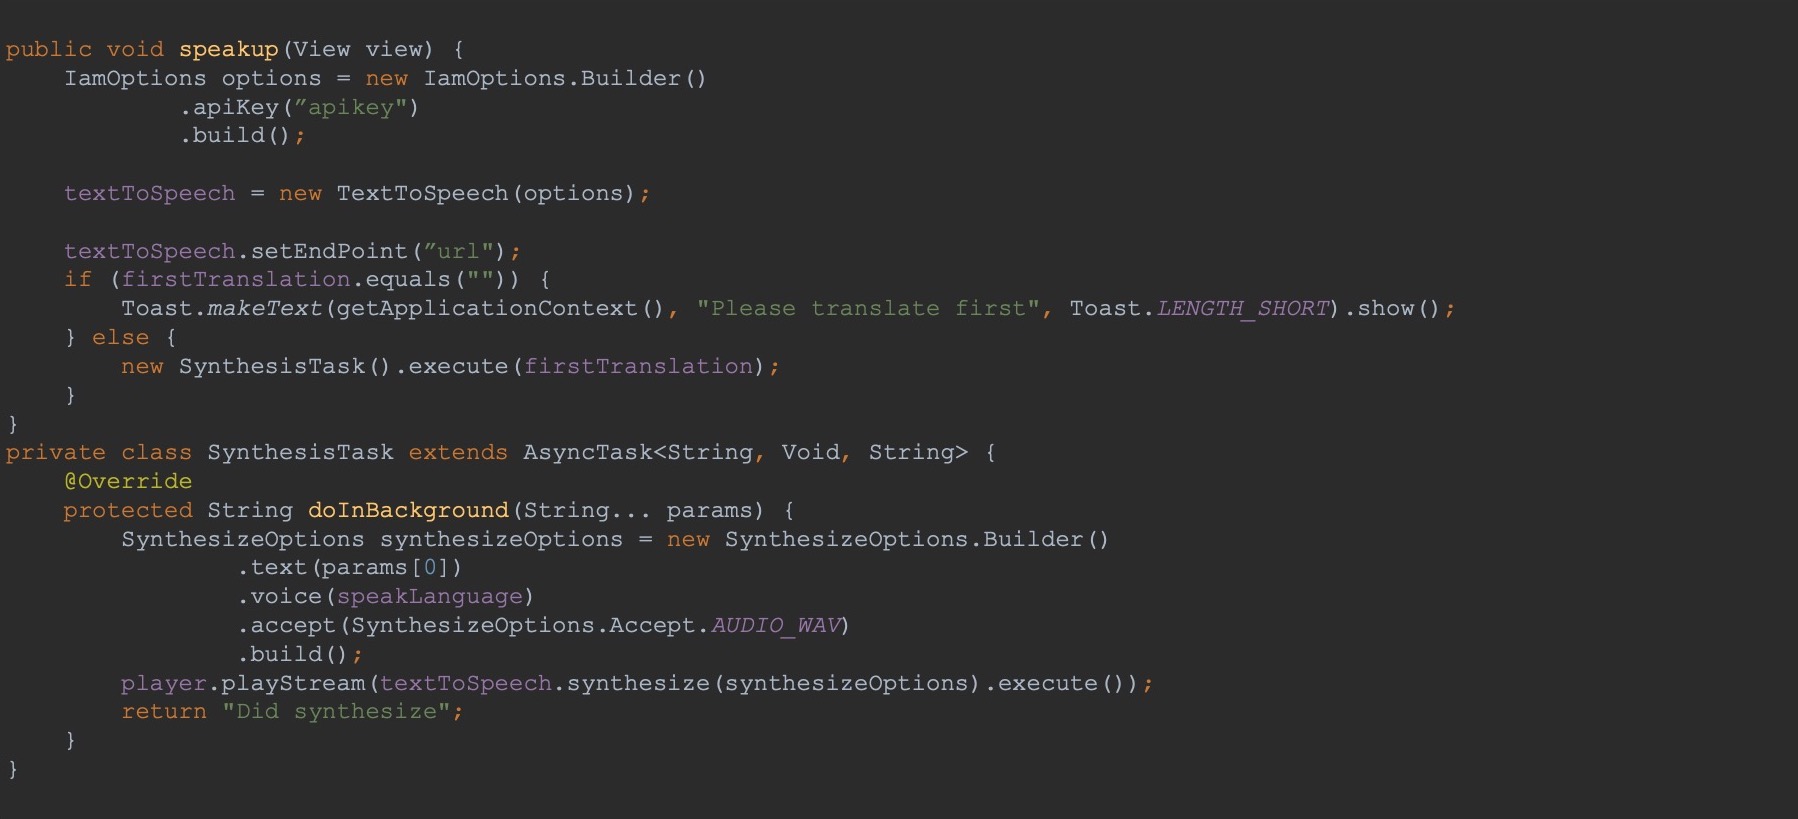 public void speakup(View view) {
    IamOptions options = new IamOptions.Builder()
            .apiKey(”apikey")
            .build();

    textToSpeech = new TextToSpeech(options);

    textToSpeech.setEndPoint(”url");
    if (firstTranslation.equals("")) {
        Toast.makeText(getApplicationContext(), "Please translate first", Toast.LENGTH_SHORT).show();
    } else {
        new SynthesisTask().execute(firstTranslation);
    }
}
private class SynthesisTask extends AsyncTask<String, Void, String> {
    @Override
    protected String doInBackground(String... params) {
        SynthesizeOptions synthesizeOptions = new SynthesizeOptions.Builder()
                .text(params[0])
                .voice(speakLanguage)
                .accept(SynthesizeOptions.Accept.AUDIO_WAV)
                .build();
        player.playStream(textToSpeech.synthesize(synthesizeOptions).execute());
        return "Did synthesize";
    }
}